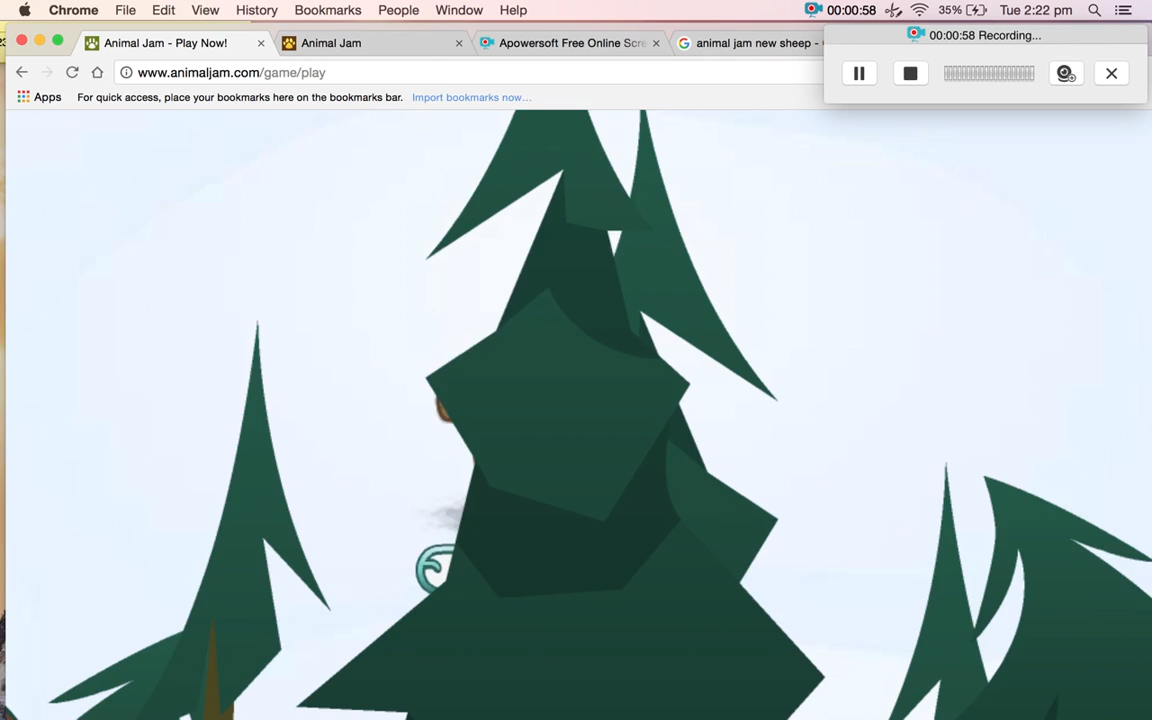 Chrome File Edit View History Bookmarks People Window Help 00:00:58 35% Tue 2:22 pm
Animal Jam - Play Now! Animal Jam Apowersoft Free Online Scre animal jam new sheep -
00:00:58 Recording...
www.animaljam.com/game/play
Apps For quick access, place your bookmarks here on the bookmarks bar. Import bookmarks now...